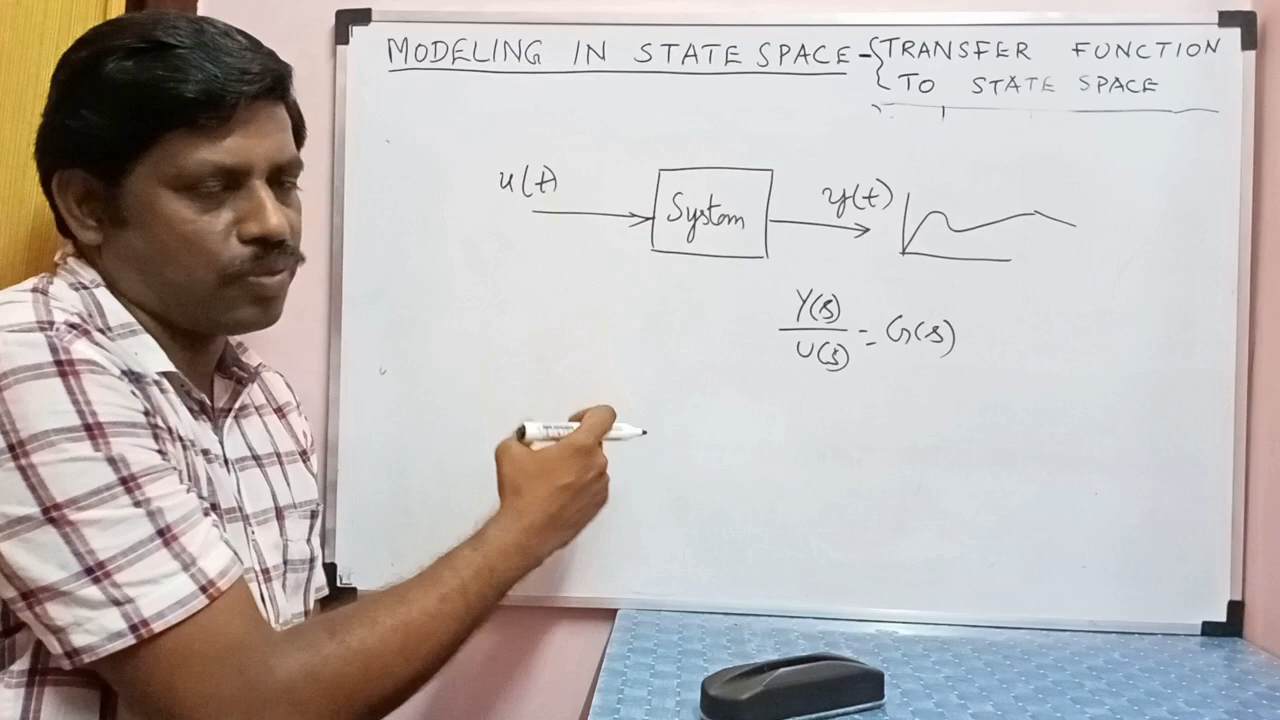 MODELING IN STATE SPACE - { TRANSFER FUNCTION
TO STATE SPACE
u(t)
System
y(t)
Y(s)
U(s)
= G(s)